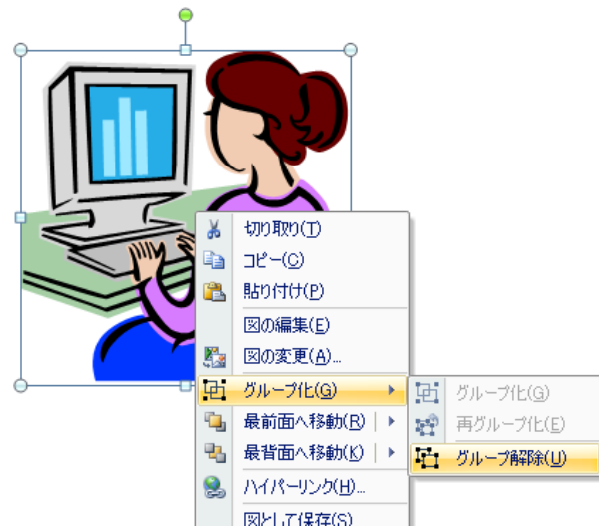 切り取り(T)
コピー(C)
貼り付け(P)
図の編集(E)
図の変更(A)...
グループ化(G)
グループ化(G)
再グループ化(E)
最前面へ移動(R)
最背面へ移動(K)
グループ解除(U)
ハイパーリンク(H)...
図として保存(S)